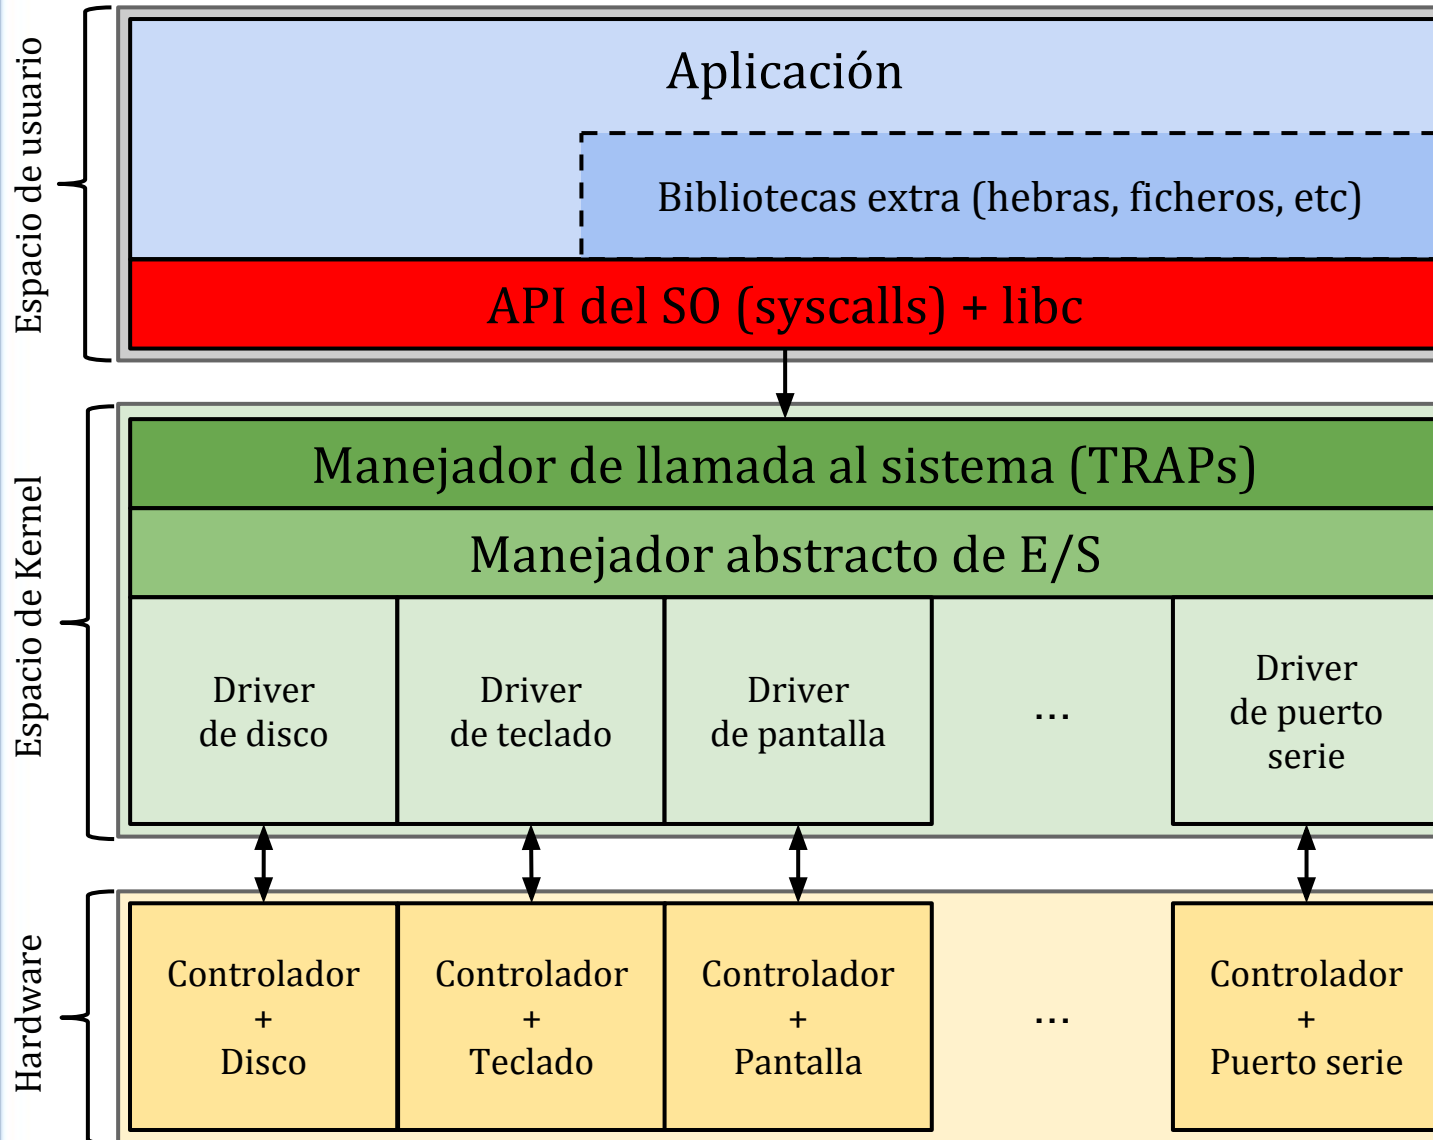 Espacio de usuario
Aplicación
Bibliotecas extra (hebras, ficheros, etc)
API del SO (syscalls) + libc
Espacio de Kernel
Manejador de llamada al sistema (TRAPs)
Manejador abstracto de E/S
Driver
de disco
Driver
de teclado
Driver
de pantalla
...
Driver
de puerto
serie
Hardware
Controlador
+
Disco
Controlador
+
Teclado
Controlador
+
Pantalla
...
Controlador
+
Puerto serie